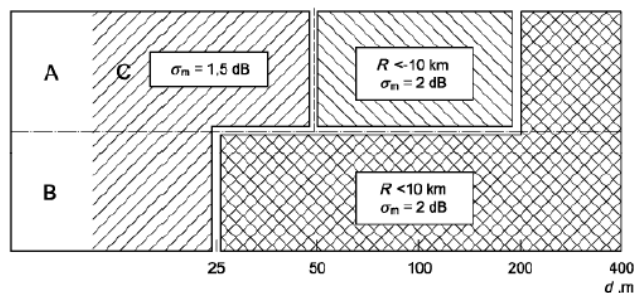 A
C
σm = 1,5 dB
R <-10 km
σm = 2 dB
B
R <10 km
σm = 2 dB
25 50 100 200 400
d ,m